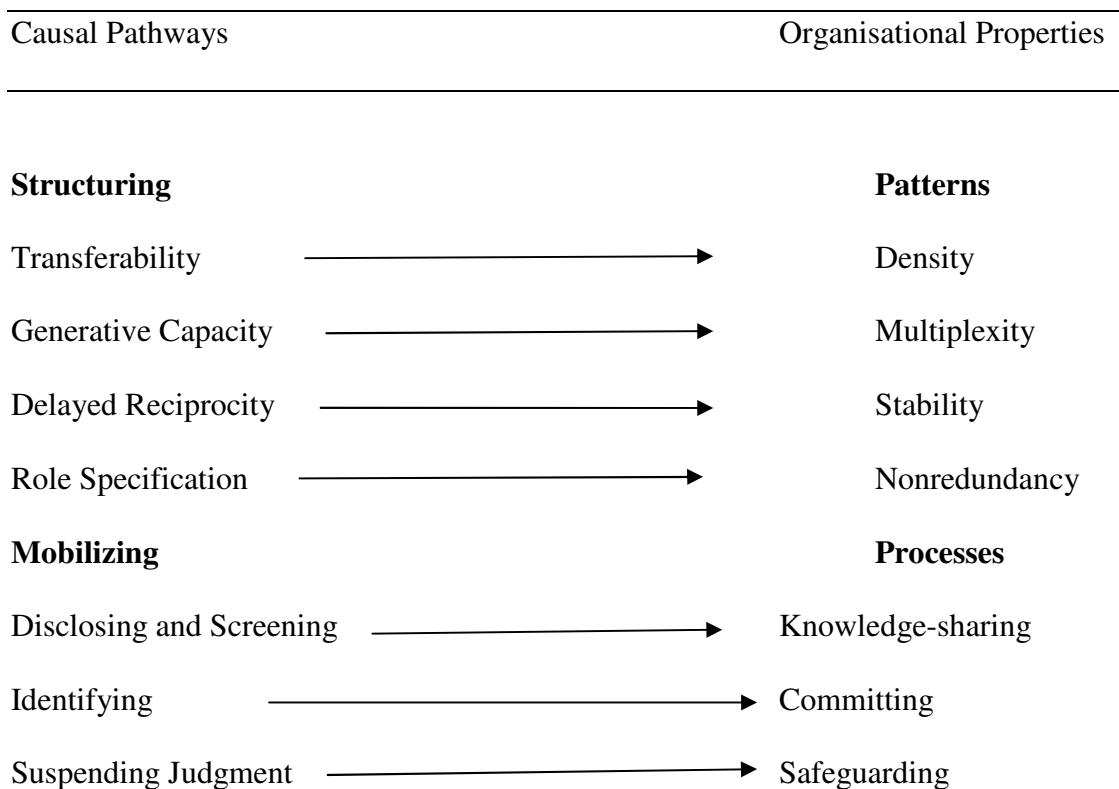 Causal Pathways Organisational Properties
Structuring Patterns
Transferability Density
Generative Capacity Multiplexity
Delayed Reciprocity Stability
Role Specification Nonredundancy
Mobilizing Processes
Disclosing and Screening Knowledge-sharing
Identifying Committing
Suspending Judgment Safeguarding